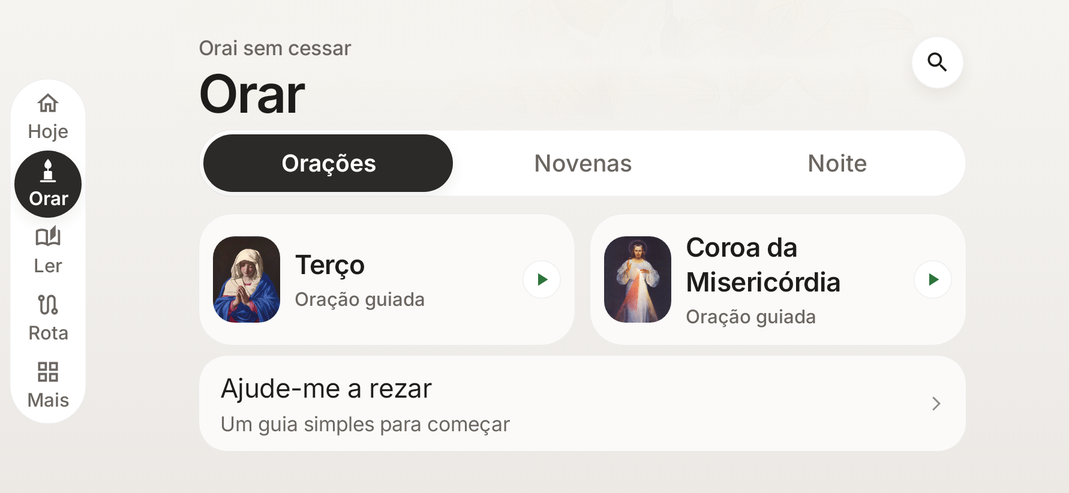 Orai sem cessar
Orar
Hoje
Orar
Ler
Rota
Mais
Orações
Novenas
Noite
Terço
Oração guiada
Coroa da
Misericórdia
Oração guiada
Ajude-me a rezar
Um guia simples para começar